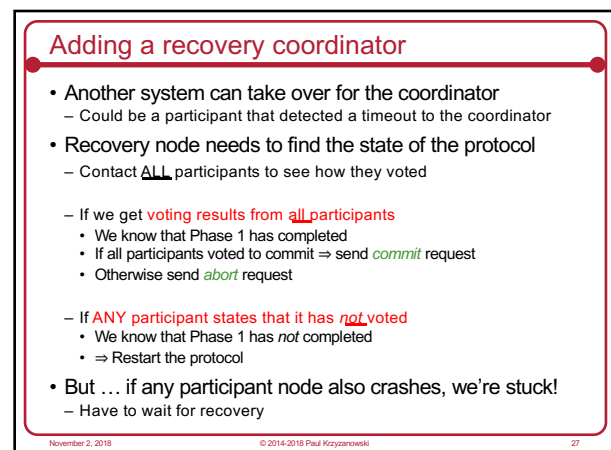 Adding a recovery coordinator
• Another system can take over for the coordinator
– Could be a participant that detected a timeout to the coordinator
• Recovery node needs to find the state of the protocol
– Contact ALL participants to see how they voted
– If we get voting results from all participants
• We know that Phase 1 has completed
• If all participants voted to commit ⇒ send commit request
• Otherwise send abort request
– If ANY participant states that it has not voted
• We know that Phase 1 has not completed
• ⇒ Restart the protocol
• But … if any participant node also crashes, we’re stuck!
– Have to wait for recovery
November 2, 2018 © 2014-2018 Paul Krzyzanowski 27